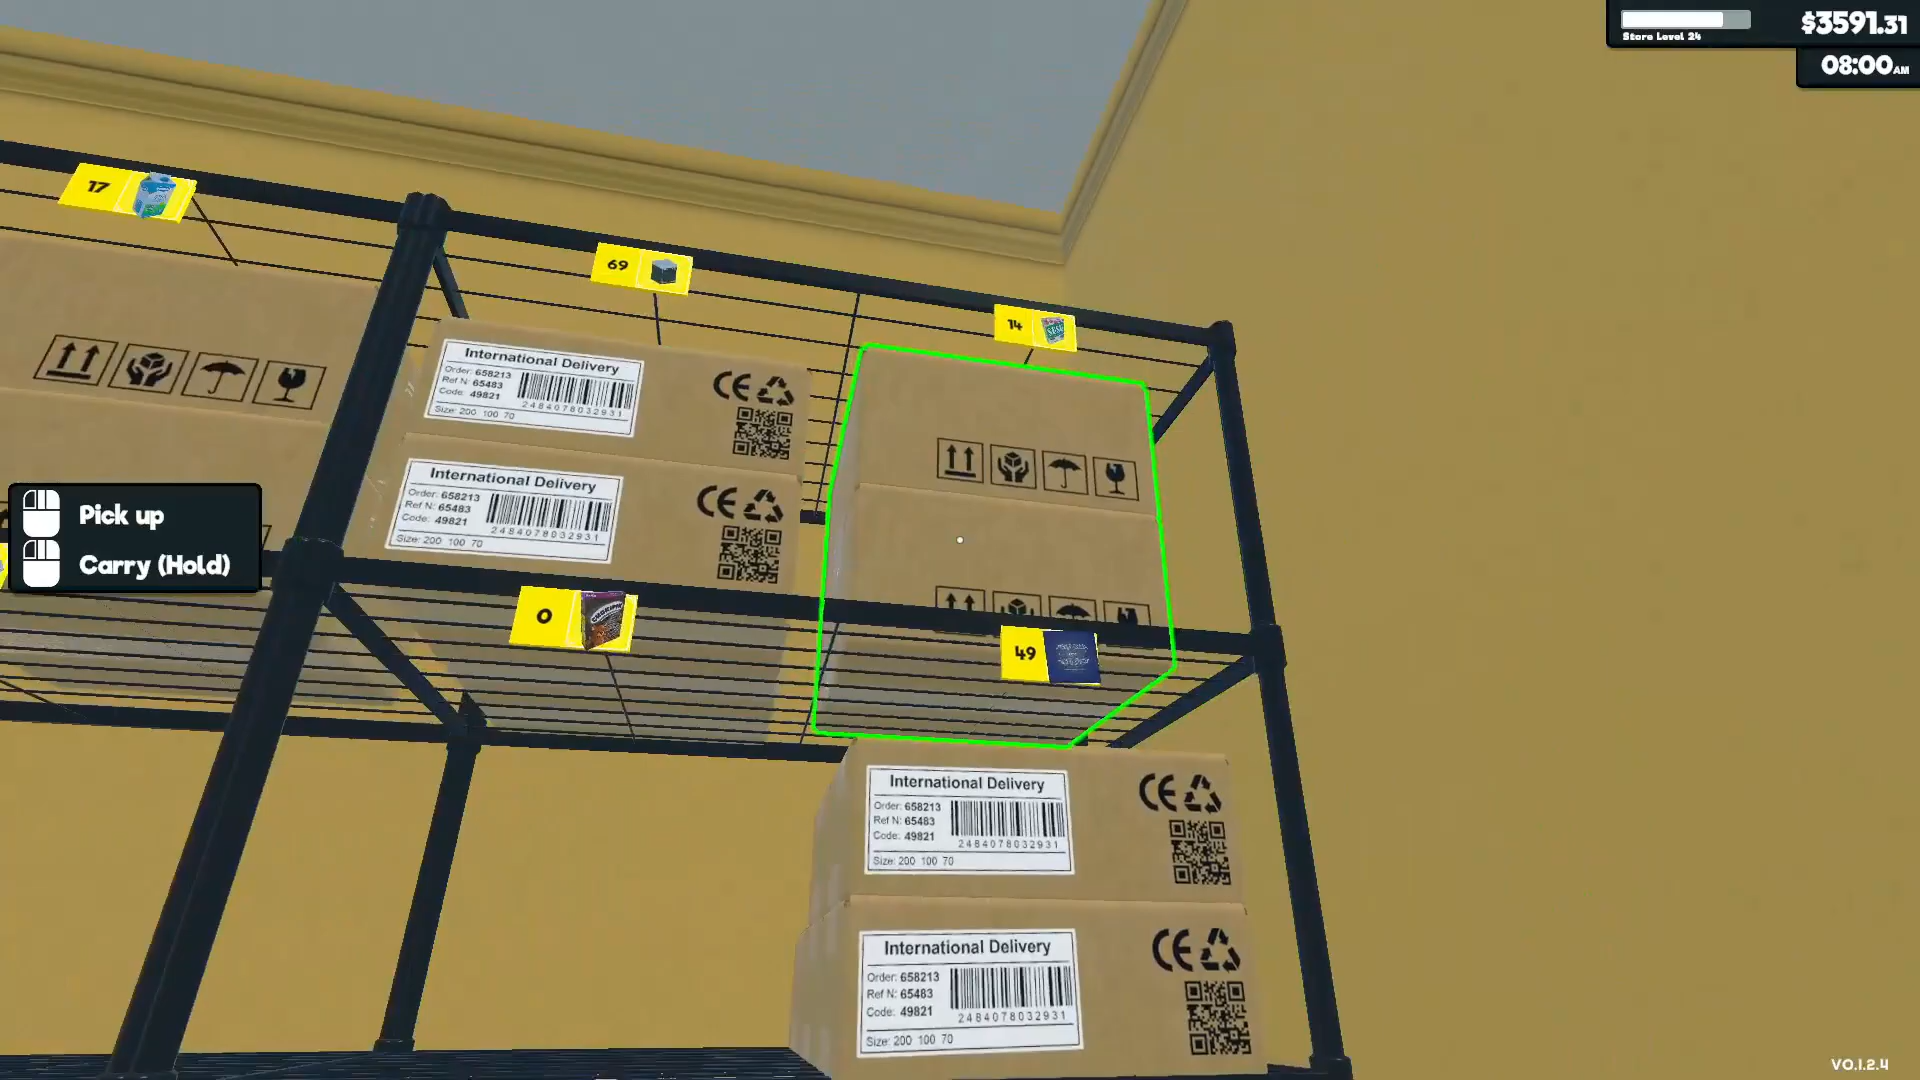 $3591.31
Store Level 24
08:00AM
17
69
14
International Delivery
Order: 658213
Ref N: 65483
Code: 49821
2484078032931
Size: 200 100 70
CE
International Delivery
Order: 658213
Ref N: 65483
Code: 49821
2484078032931
Size: 200 100 70
CE
Pick up
Carry (Hold)
0
49
International Delivery
Order: 658213
Ref N: 65483
Code: 49821
2484078032931
Size: 200 100 70
CE
International Delivery
Order: 658213
Ref N: 65483
Code: 49821
2484078032931
Size: 200 100 70
CE
V0.1.2.4